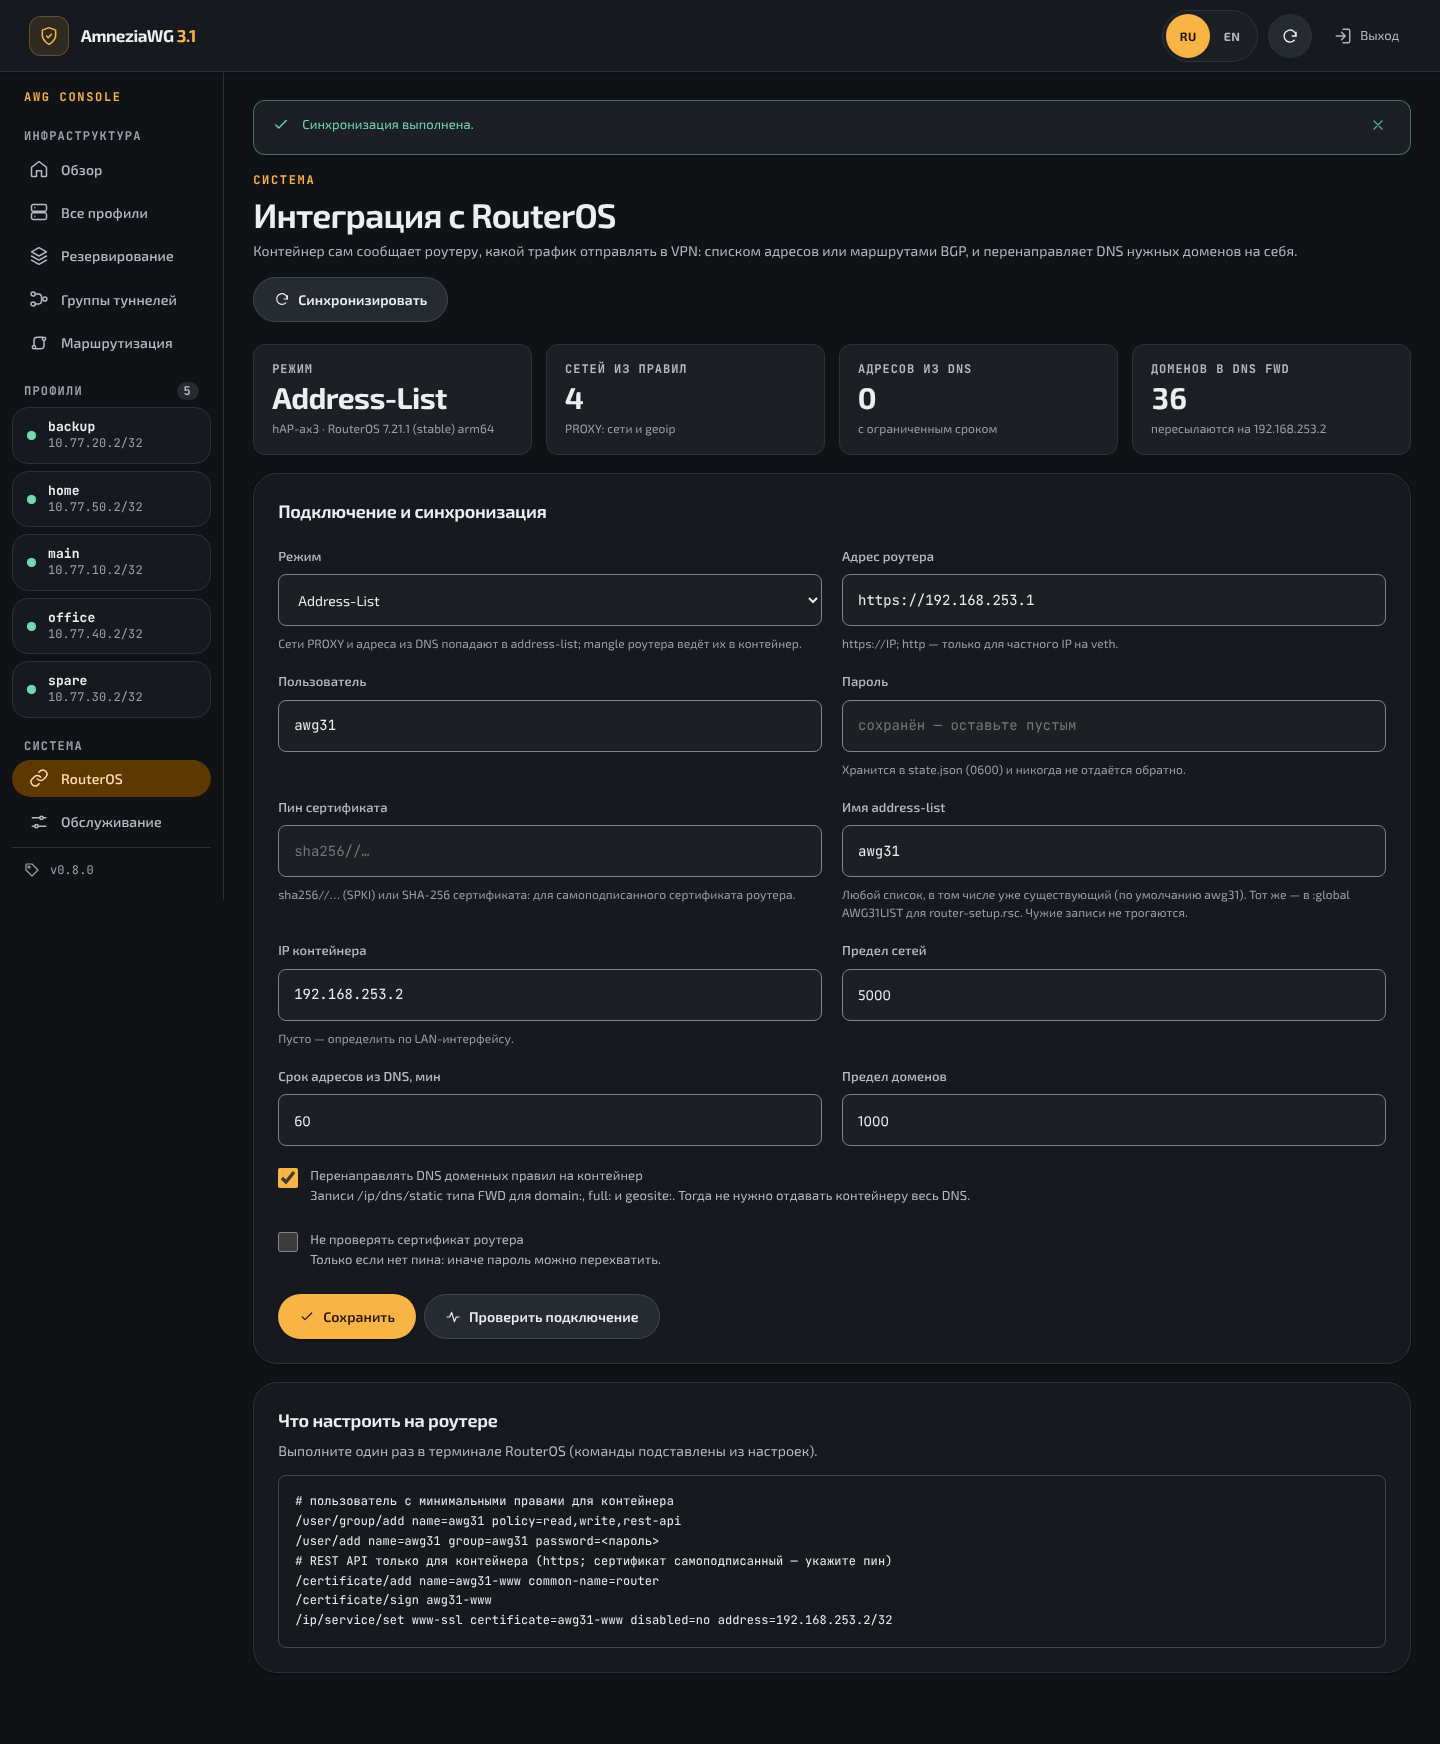 AmneziaWG 3.1
RU
EN
Выход
AWG CONSOLE
ИНФРАСТРУКТУРА
Обзор
Все профили
Резервирование
Группы туннелей
Маршрутизация
ПРОФИЛИ
5
backup
10.77.20.2/32
home
10.77.50.2/32
main
10.77.10.2/32
office
10.77.40.2/32
spare
10.77.30.2/32
СИСТЕМА
RouterOS
Обслуживание
v0.8.0
Синхронизация выполнена.
СИСТЕМА
Интеграция с RouterOS
Контейнер сам сообщает роутеру, какой трафик отправлять в VPN: списком адресов или маршрутами BGP, и перенаправляет DNS нужных доменов на себя.
Синхронизировать
РЕЖИМ
Address-List
hAP-ax3 · RouterOS 7.21.1 (stable) arm64
СЕТЕЙ ИЗ ПРАВИЛ
4
PROXY: сети и geoip
АДРЕСОВ ИЗ DNS
0
с ограниченным сроком
ДОМЕНОВ В DNS FWD
36
пересылаются на 192.168.253.2
Подключение и синхронизация
Режим
Address-List
Сети PROXY и адреса из DNS попадают в address-list; mangle роутера ведёт их в контейнер.
Адрес роутера
https://192.168.253.1
https://IP; http — только для частного IP на veth.
Пользователь
awg31
Пароль
сохранён — оставьте пустым
Хранится в state.json (0600) и никогда не отдаётся обратно.
Пин сертификата
sha256//…
sha256//… (SPKI) или SHA-256 сертификата: для самоподписанного сертификата роутера.
Имя address-list
awg31
Любой список, в том числе уже существующий (по умолчанию awg31). Тот же — в :global
AWG31LIST для router-setup.rsc. Чужие записи не трогаются.
IP контейнера
192.168.253.2
Пусто — определить по LAN-интерфейсу.
Предел сетей
5000
Срок адресов из DNS, мин
60
Предел доменов
1000
Перенаправлять DNS доменных правил на контейнер
Записи /ip/dns/static типа FWD для domain:, full: и geosite:. Тогда не нужно отдавать контейнеру весь DNS.
Не проверять сертификат роутера
Только если нет пина: иначе пароль можно перехватить.
Сохранить
Проверить подключение
Что настроить на роутере
Выполните один раз в терминале RouterOS (команды подставлены из настроек).
# пользователь с минимальными правами для контейнера
/user/group/add name=awg31 policy=read,write,rest-api
/user/add name=awg31 group=awg31 password=<пароль>
# REST API только для контейнера (https; сертификат самоподписанный — укажите пин)
/certificate/add name=awg31-www common-name=router
/certificate/sign awg31-www
/ip/service/set www-ssl certificate=awg31-www disabled=no address=192.168.253.2/32